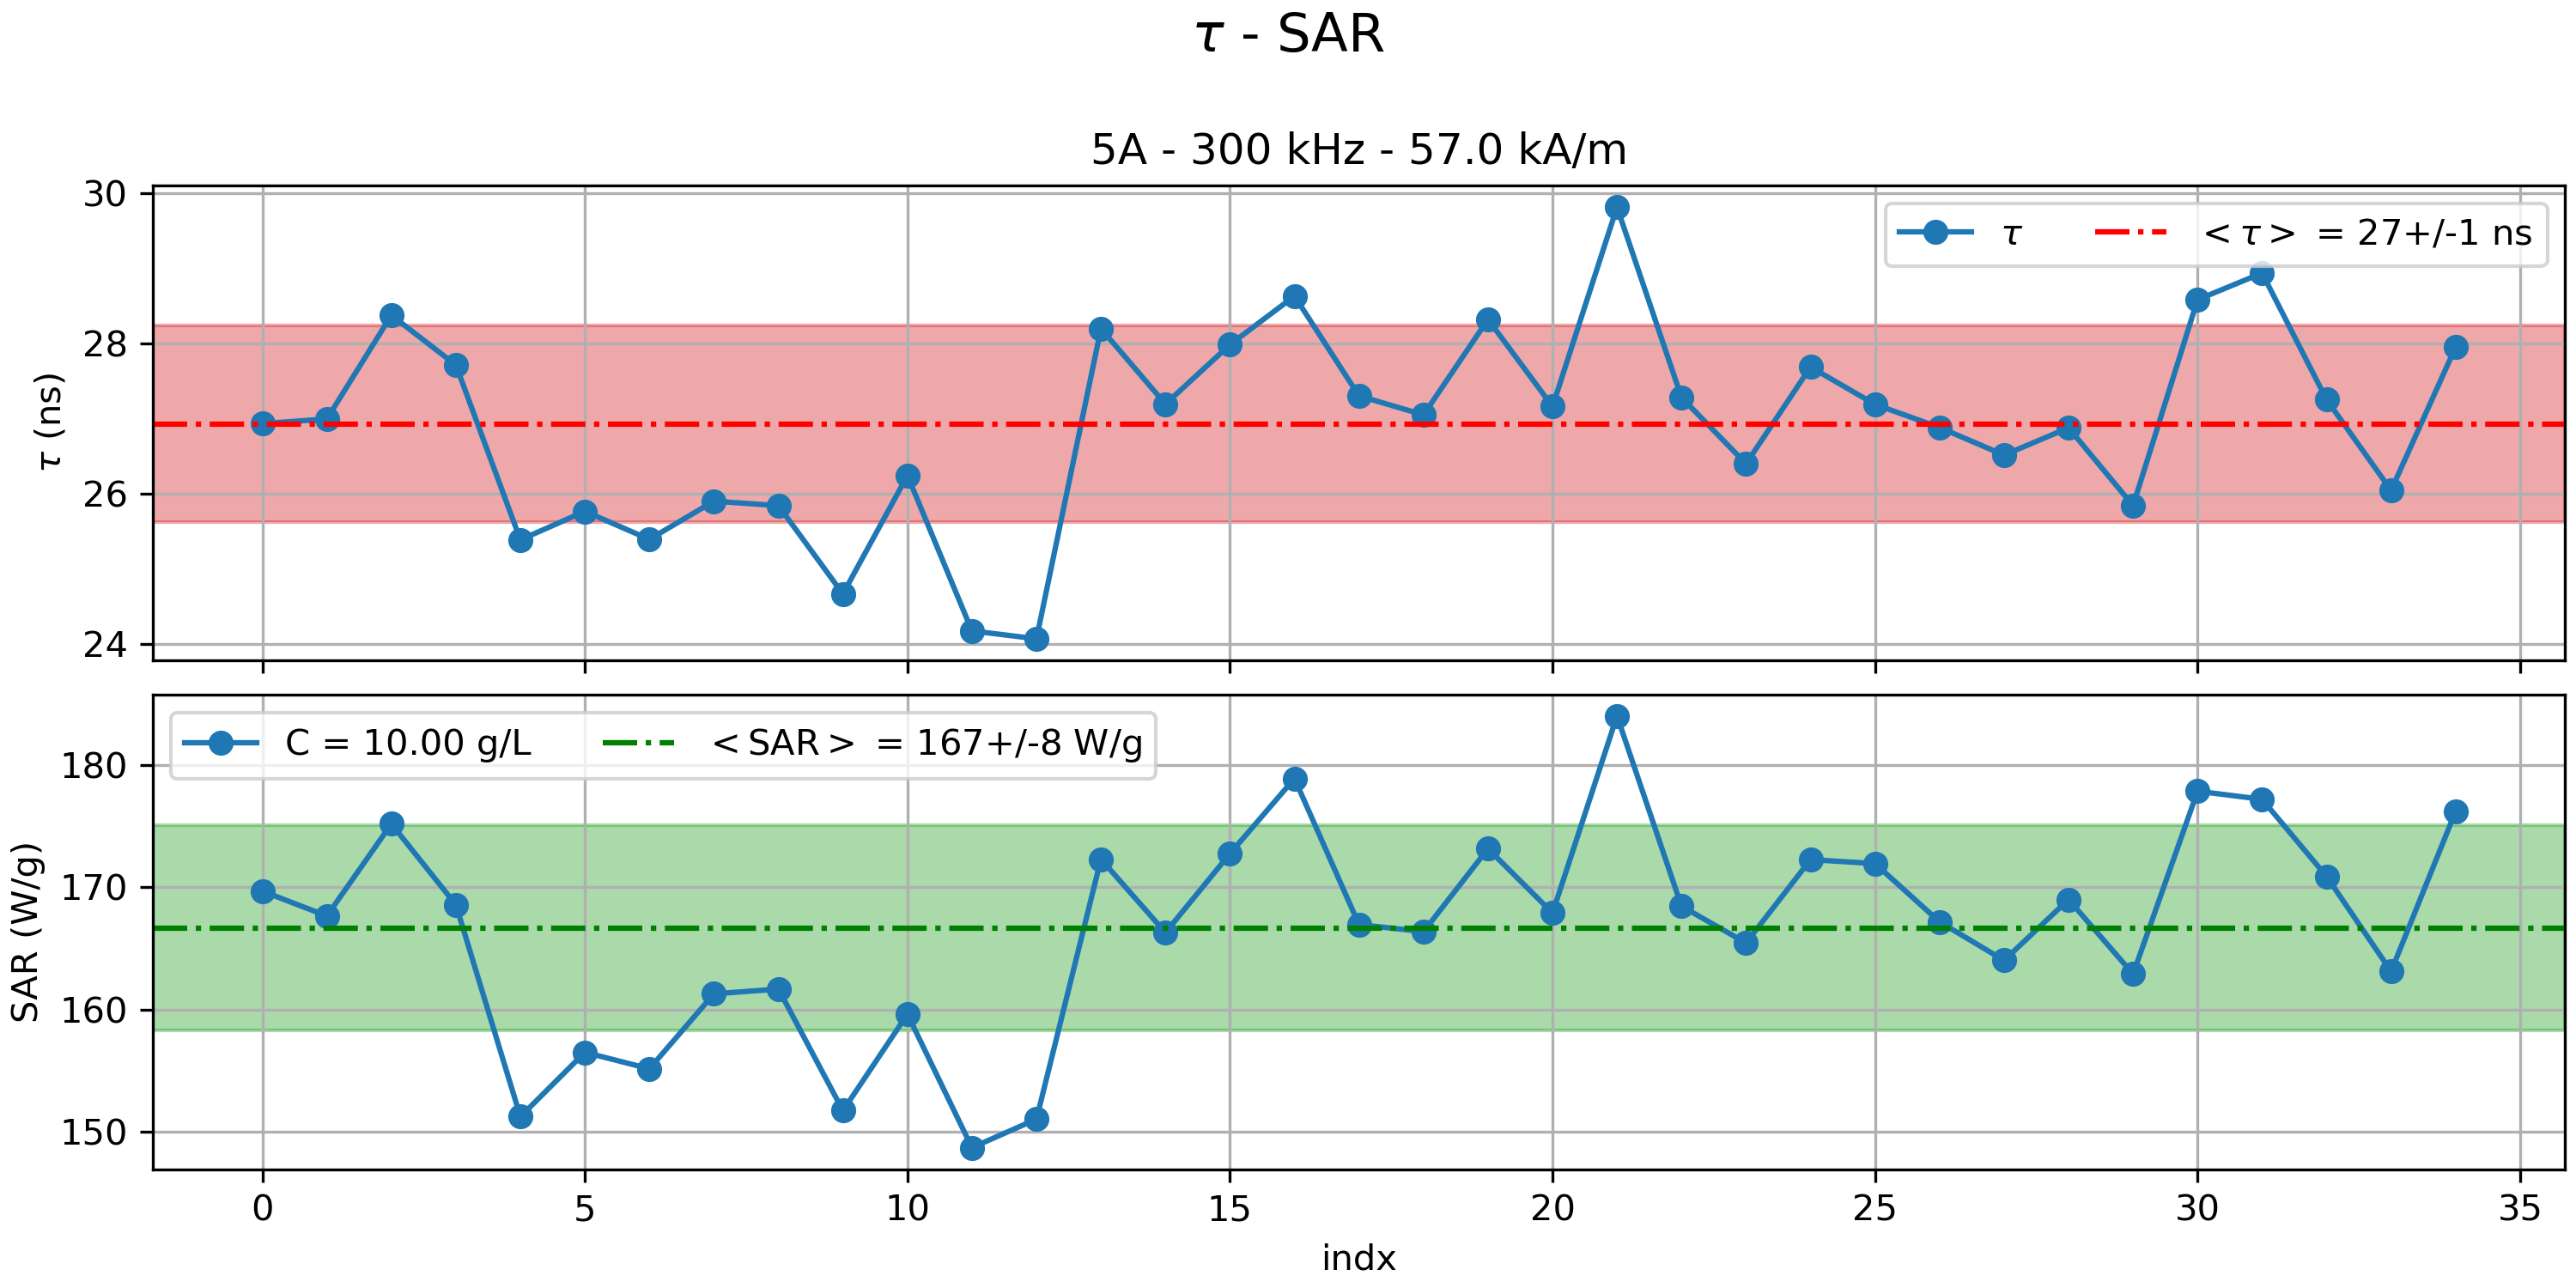 τ - SAR
5A - 300 kHz - 57.0 kA/m
τ (ns)
30
28
26
24
τ
<τ> = 27+/-1 ns
SAR (W/g)
180
170
160
150
C = 10.00 g/L
<SAR> = 167+/-8 W/g
0 5 10 15 20 25 30 35
indx